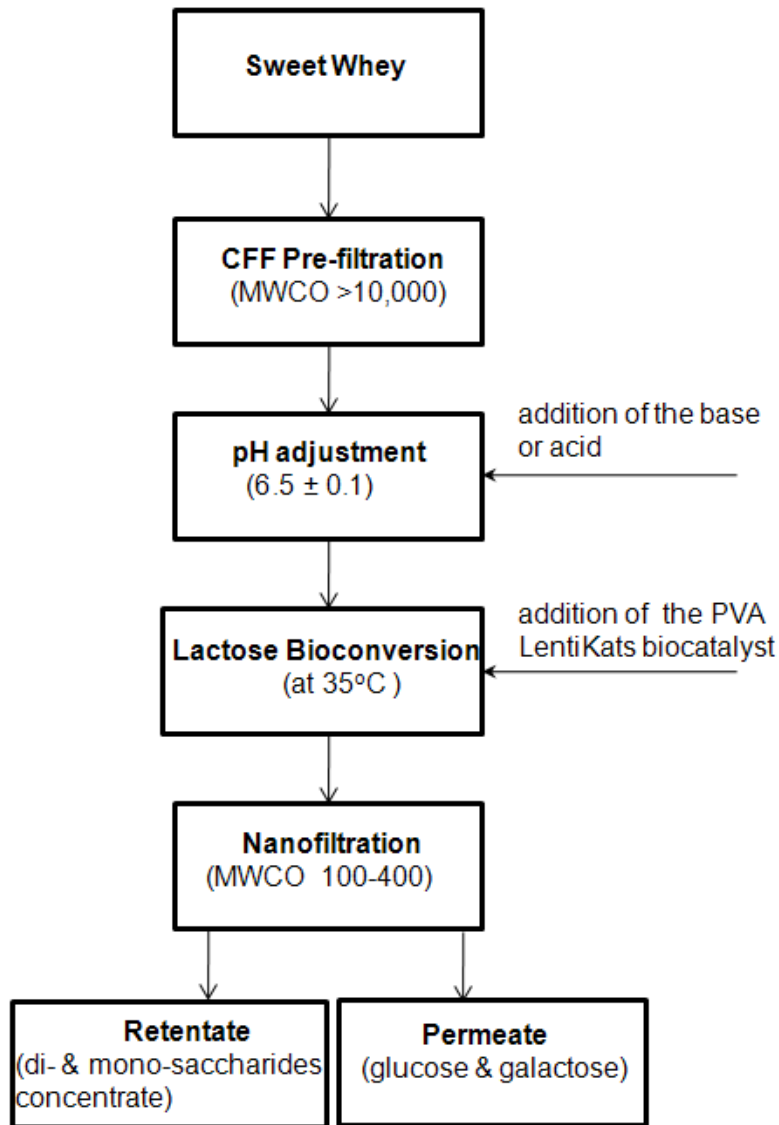 Sweet Whey
CFF Pre-filtration
(MWCO >10,000)
pH adjustment
(6.5 ± 0.1)
addition of the base
or acid
Lactose Bioconversion
(at 35ºC )
addition of the PVA
LentiKats biocatalyst
Nanofiltration
(MWCO 100-400)
Retentate
(di- & mono-saccharides
concentrate)
Permeate
(glucose & galactose)